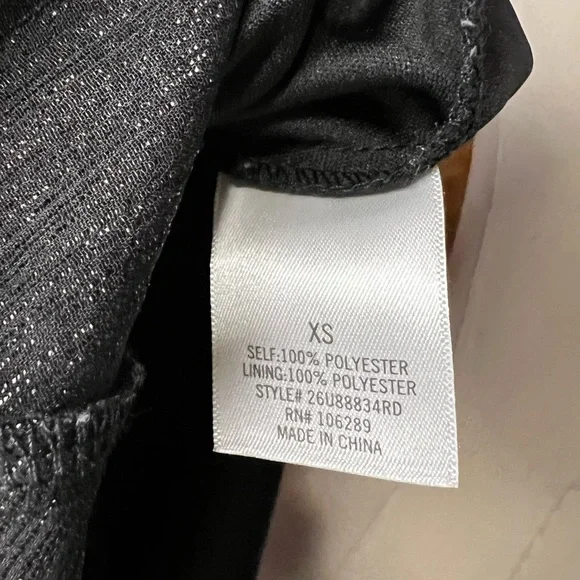 XS
SELF:100% POLYESTER
LINING:100% POLYESTER
STYLE# 26U88834RD
RN# 106289
MADE IN CHINA